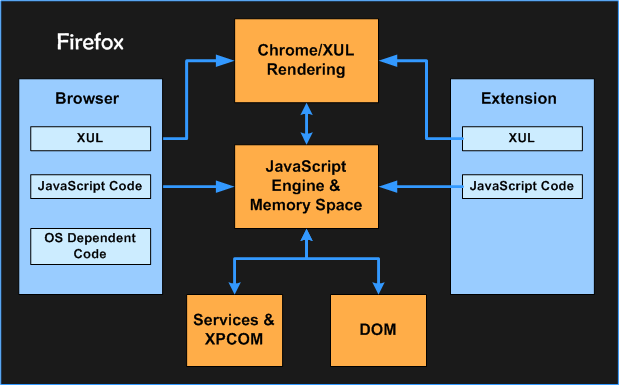 Firefox
Chrome/XUL
Rendering
Browser
XUL
JavaScript Code
OS Dependent
Code
JavaScript
Engine &
Memory Space
Extension
XUL
JavaScript Code
Services &
XPCOM
DOM